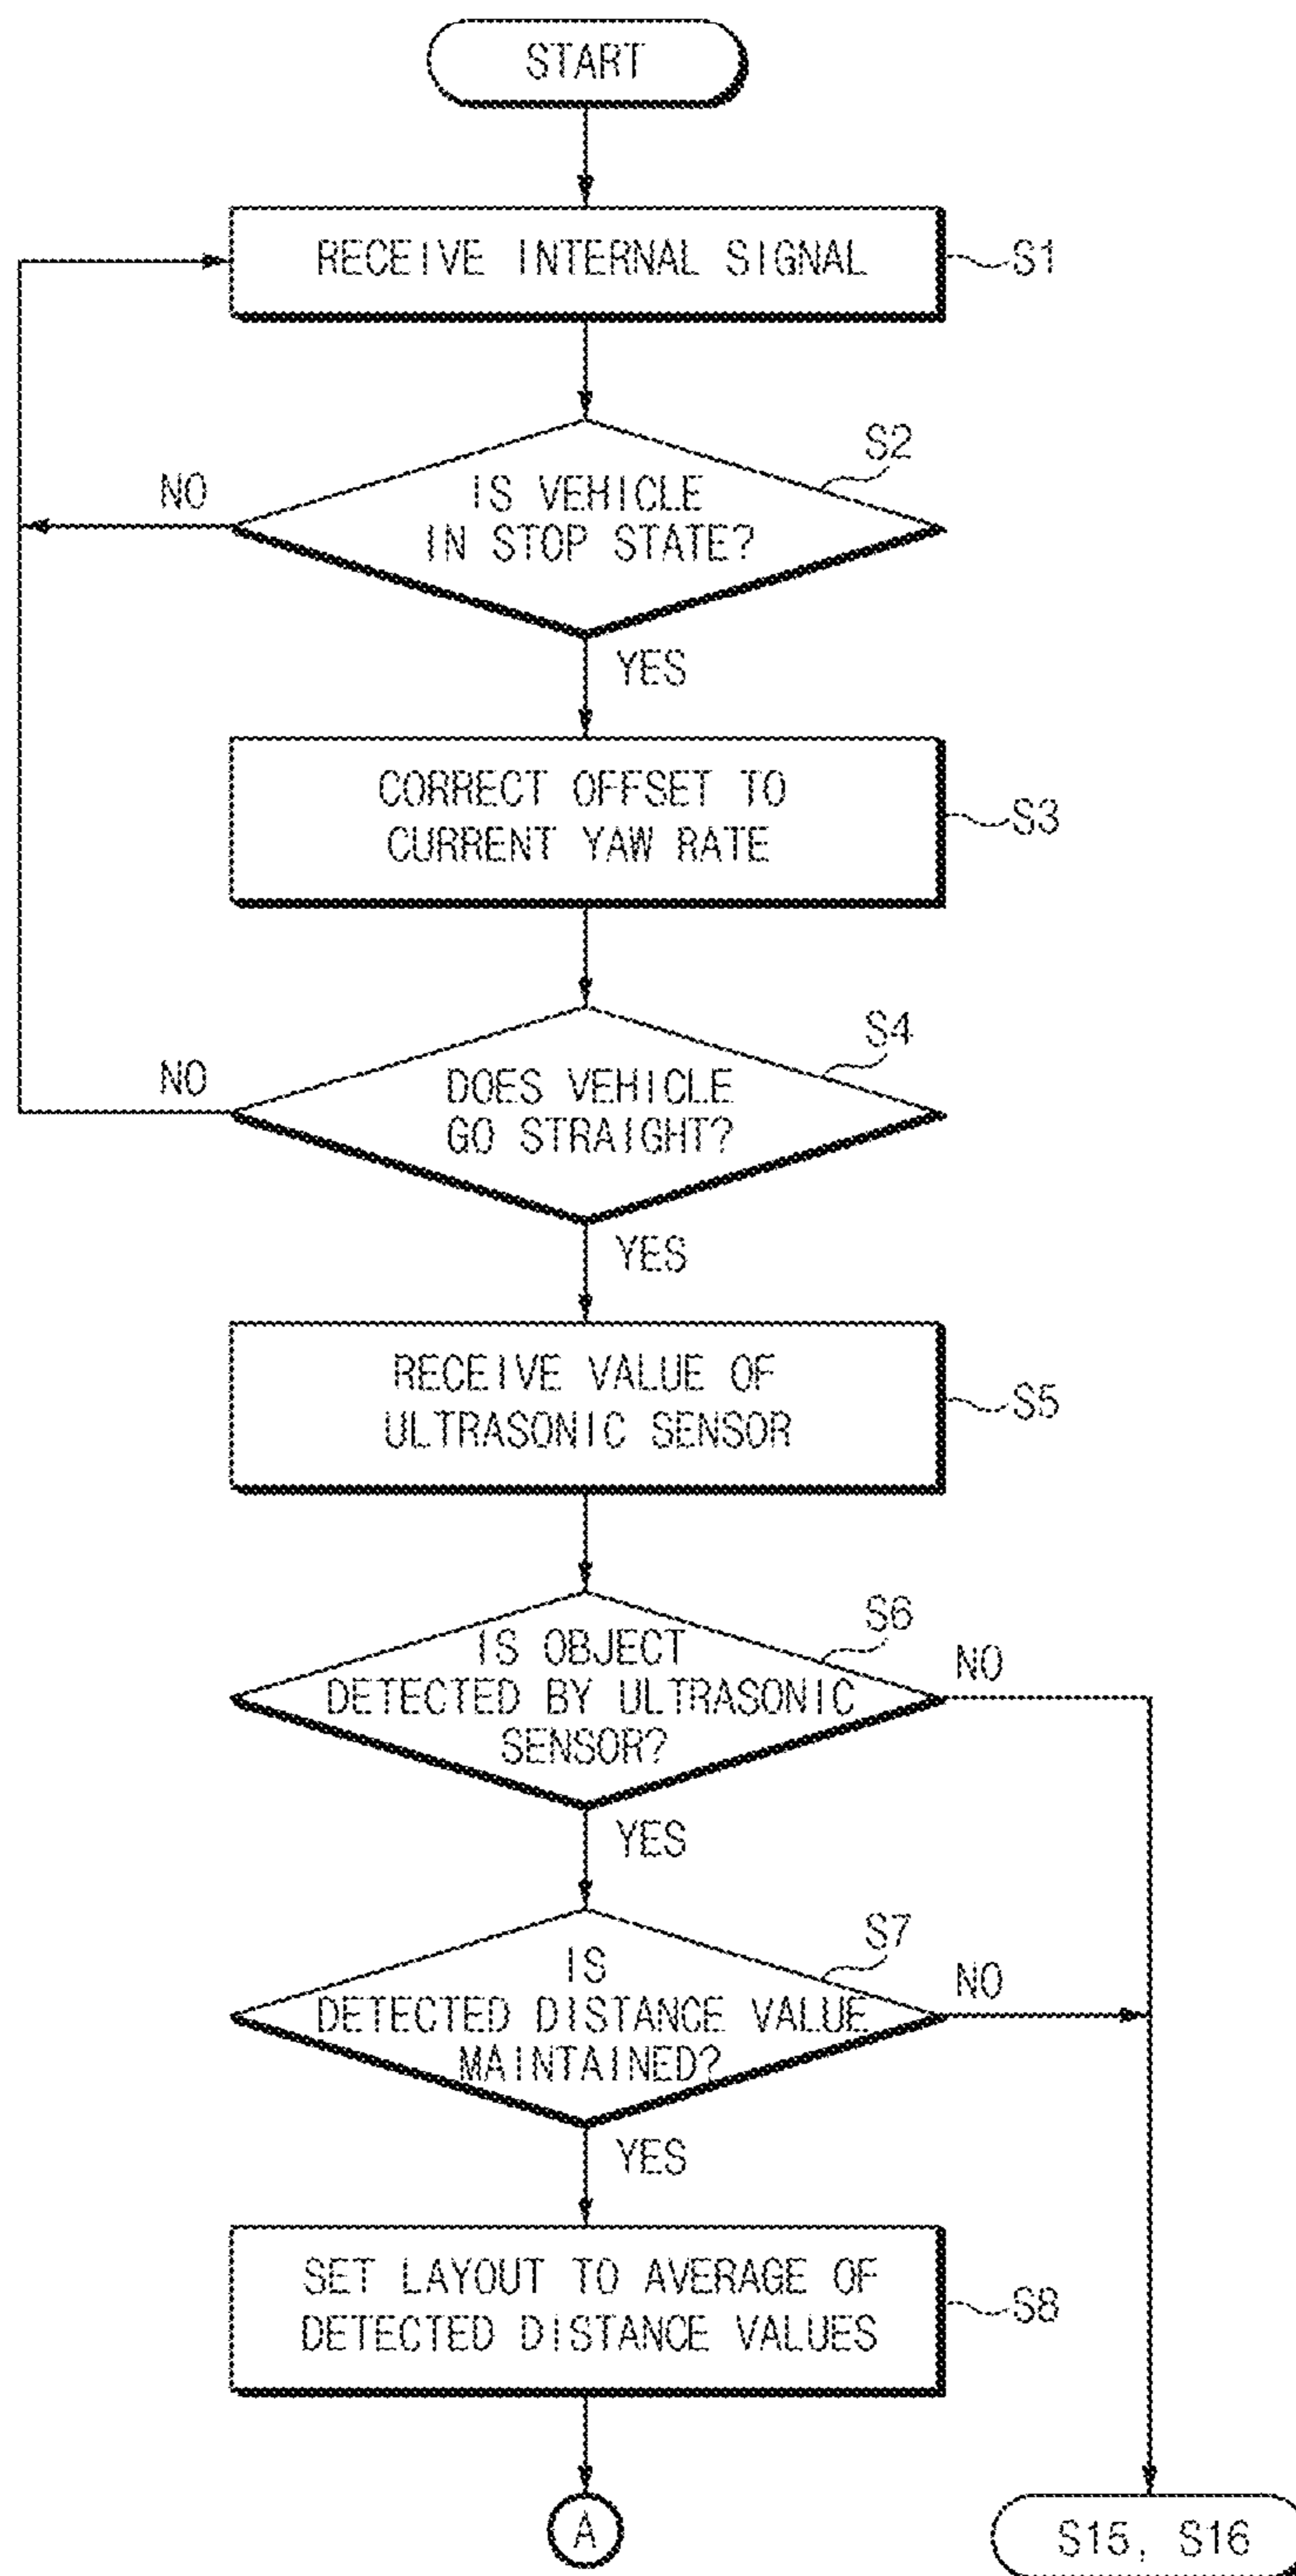 START
RECEIVE INTERNAL SIGNAL
S1
S2
NO
IS VEHICLE
IN STOP STATE?
YES
CORRECT OFFSET TO
CURRENT YAW RATE
S3
S4
NO
DOES VEHICLE
GO STRAIGHT?
YES
RECEIVE VALUE OF
ULTRASONIC SENSOR
S5
S6
NO
IS OBJECT
DETECTED BY ULTRASONIC
SENSOR?
YES
S7
NO
IS
DETECTED DISTANCE VALUE
MAINTAINED?
YES
SET LAYOUT TO AVERAGE OF
DETECTED DISTANCE VALUES
S8
A
S15, S16